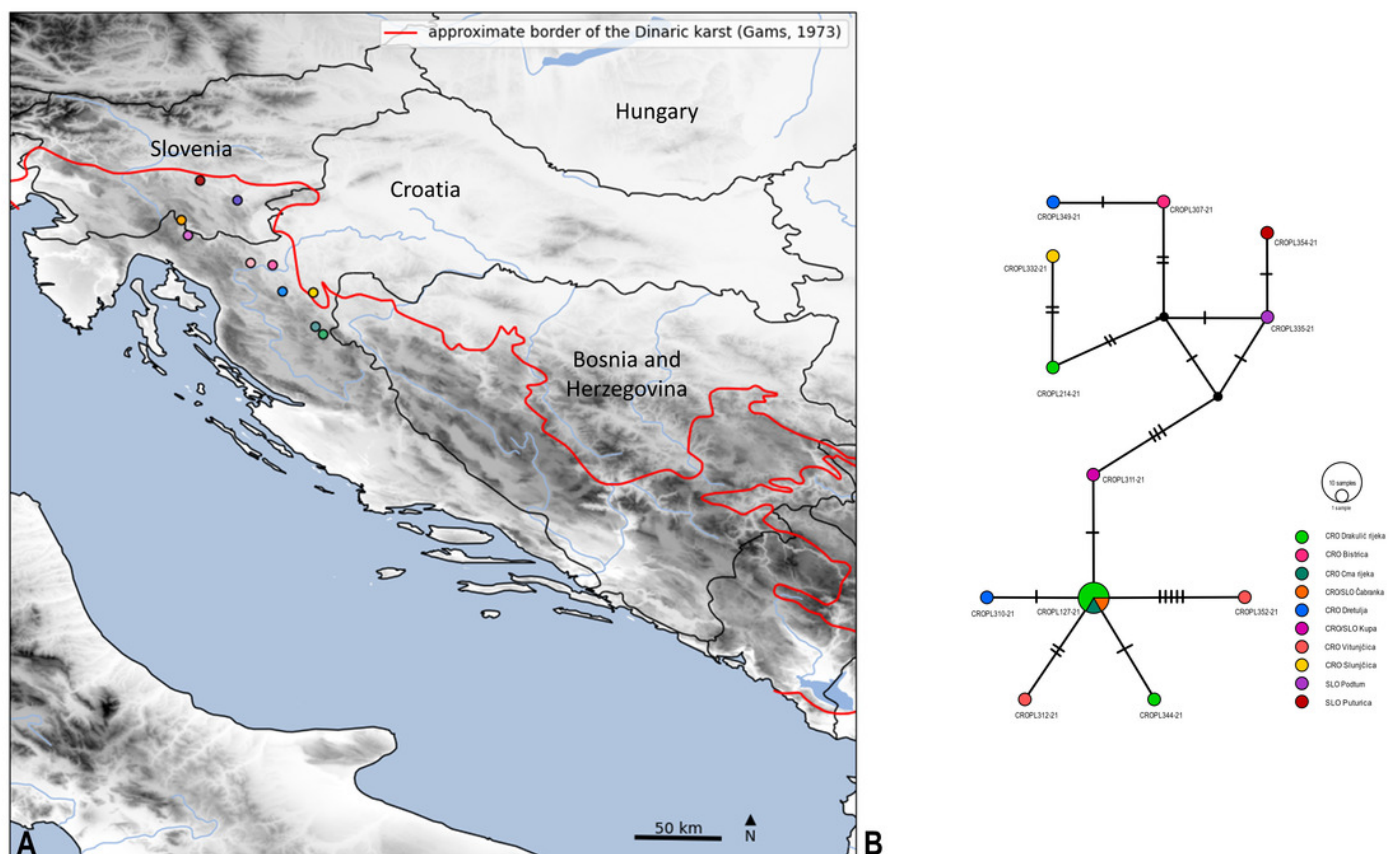 approximate border of the Dinaric karst (Gams, 1973)
Hungary
Slovenia
Croatia
Bosnia and
Herzegovina
50 km
N
A
B
CROPL349-21
CROPL307-21
CROPL354-21
CROPL332-21
CROPL335-21
CROPL214-21
CROPL311-21
CROPL310-21
CROPL127-21
CROPL352-21
CROPL312-21
CROPL344-21
10 samples
1 sample
CRO Drakulić rijeka
CRO Bistrica
CRO Crna rijeka
CRO/SLO Čabranka
CRO Dretulja
CRO/SLO Kupa
CRO Vitunjčica
CRO Slunjčica
SLO Podtum
SLO Puturica